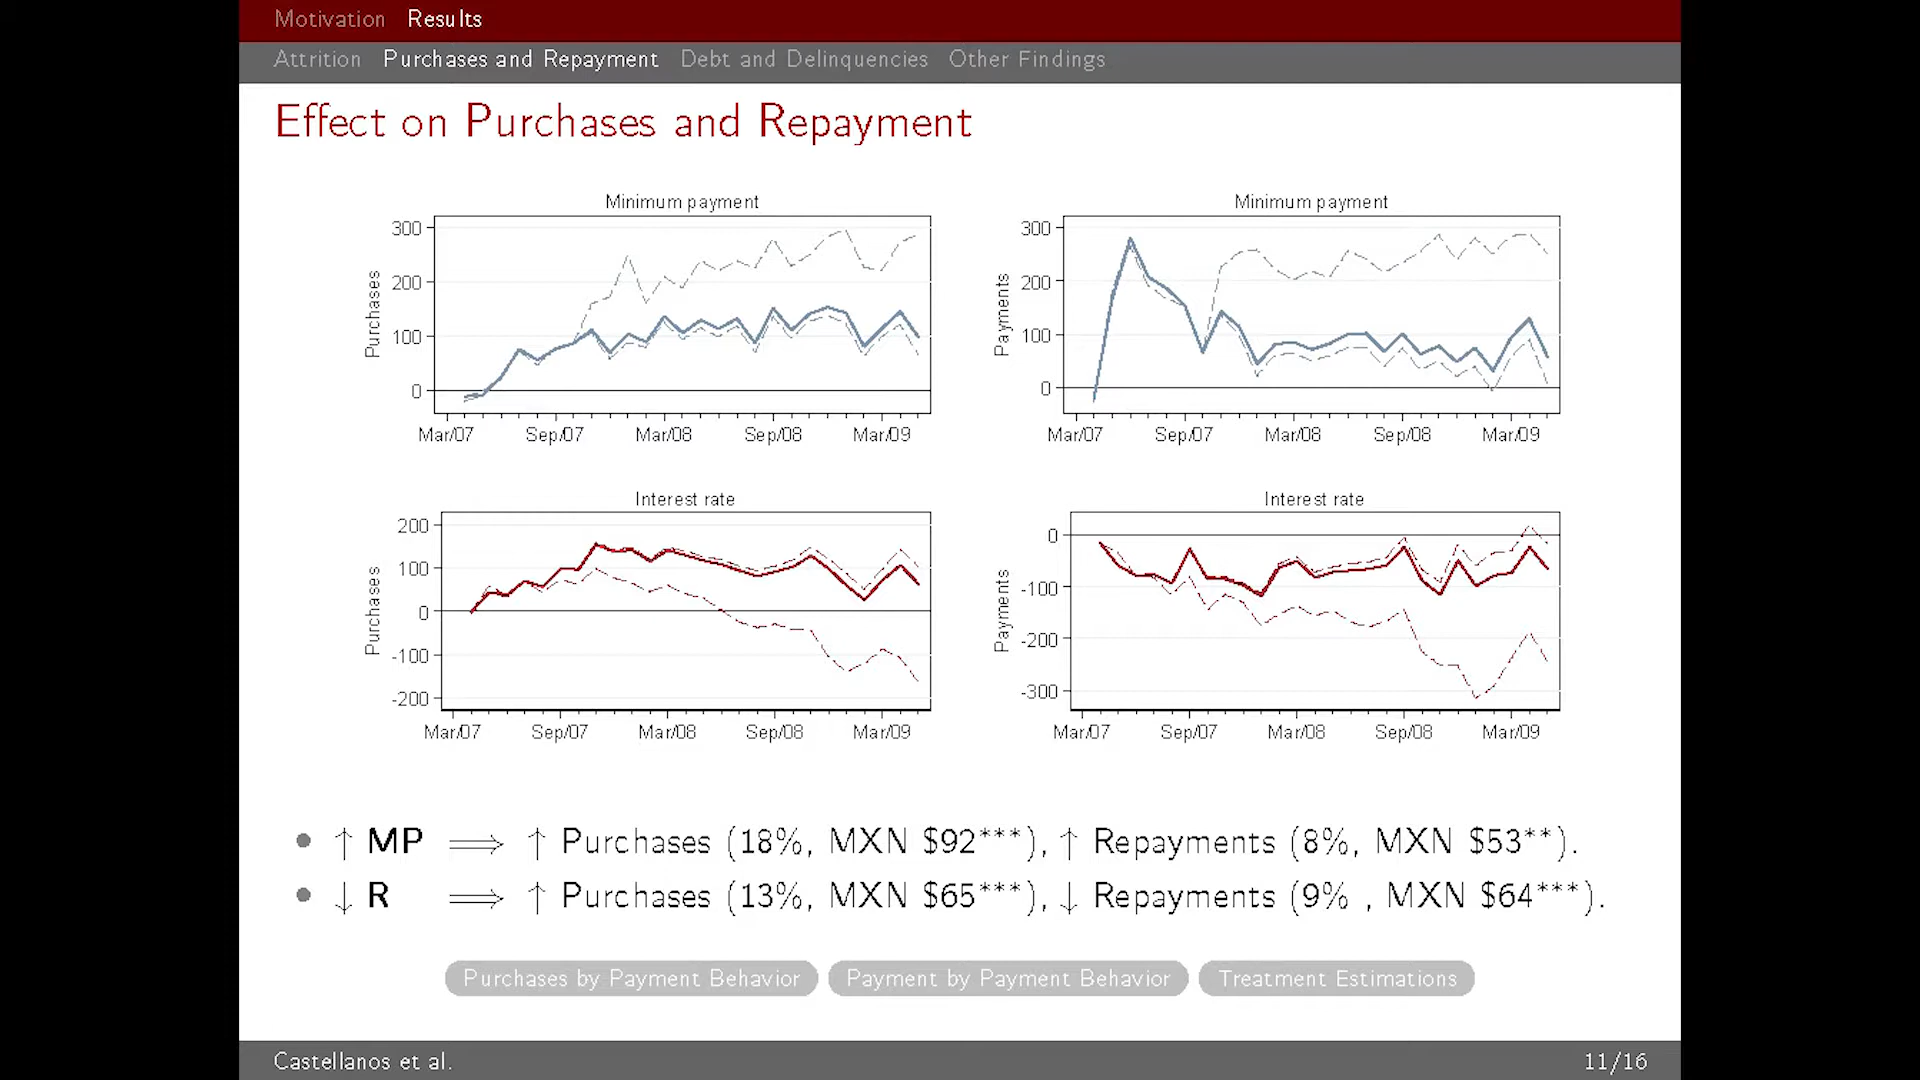 Motivation Results
Attrition Purchases and Repayment Debt and Delinquencies Other Findings
Effect on Purchases and Repayment
Minimum payment
Purchases
300
200
100
0
Mar/07 Sep/07 Mar/08 Sep/08 Mar/09
Minimum payment
Payments
300
200
100
0
Mar/07 Sep/07 Mar/08 Sep/08 Mar/09
Interest rate
Purchases
200
100
0
-100
-200
Mar/07 Sep/07 Mar/08 Sep/08 Mar/09
Interest rate
Payments
0
-100
-200
-300
Mar/07 Sep/07 Mar/08 Sep/08 Mar/09
• ↑ MP ⟹ ↑ Purchases (18%, MXN $92***), ↑ Repayments (8%, MXN $53**).
• ↓ R ⟹ ↑ Purchases (13%, MXN $65***), ↓ Repayments (9% , MXN $64***).
Purchases by Payment Behavior Payment by Payment Behavior Treatment Estimations
Castellanos et al. 11/16